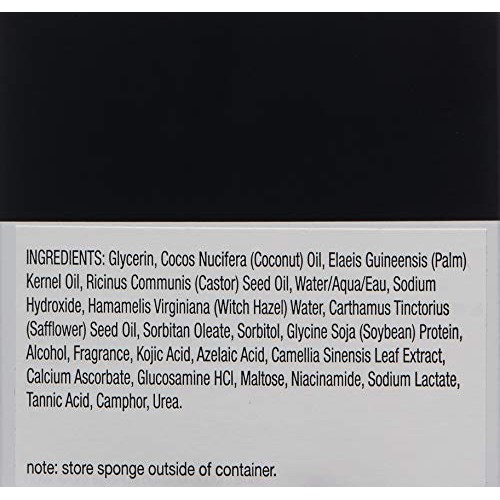 INGREDIENTS: Glycerin, Cocos Nucifera (Coconut) Oil, Elaeis Guineensis (Palm)
Kernel Oil, Ricinus Communis (Castor) Seed Oil, Water/Aqua/Eau, Sodium
Hydroxide, Hamamelis Virginiana (Witch Hazel) Water, Carthamus Tinctorius
(Safflower) Seed Oil, Sorbitan Oleate, Sorbitol, Glycine Soja (Soybean) Protein,
Alcohol, Fragrance, Kojic Acid, Azelaic Acid, Camellia Sinensis Leaf Extract,
Calcium Ascorbate, Glucosamine HCl, Maltose, Niacinamide, Sodium Lactate,
Tannic Acid, Camphor, Urea.
note: store sponge outside of container.